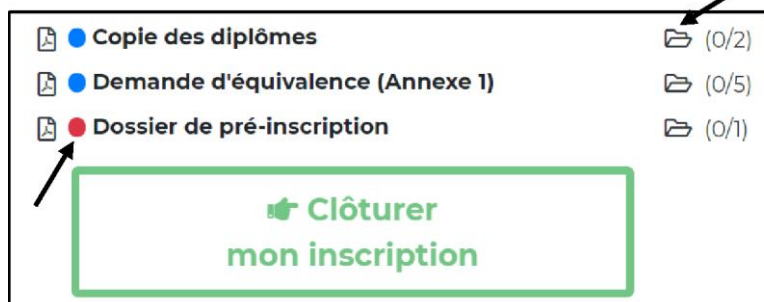 Copie des diplômes (0/2)
Demande d'équivalence (Annexe 1) (0/5)
Dossier de pré-inscription (0/1)
Clôturer
mon inscription